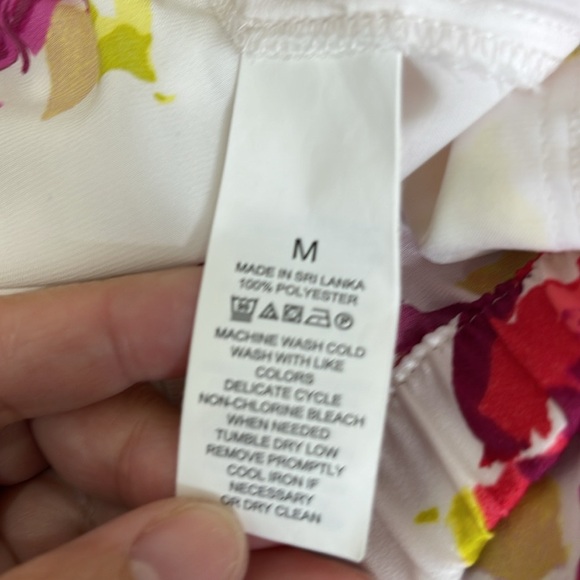 M
MADE IN SRI LANKA
100% POLYESTER
MACHINE WASH COLD
WASH WITH LIKE
COLORS
DELICATE CYCLE
NON-CHLORINE BLEACH
WHEN NEEDED
TUMBLE DRY LOW
REMOVE PROMPTLY
COOL IRON IF
NECESSARY
OR DRY CLEAN